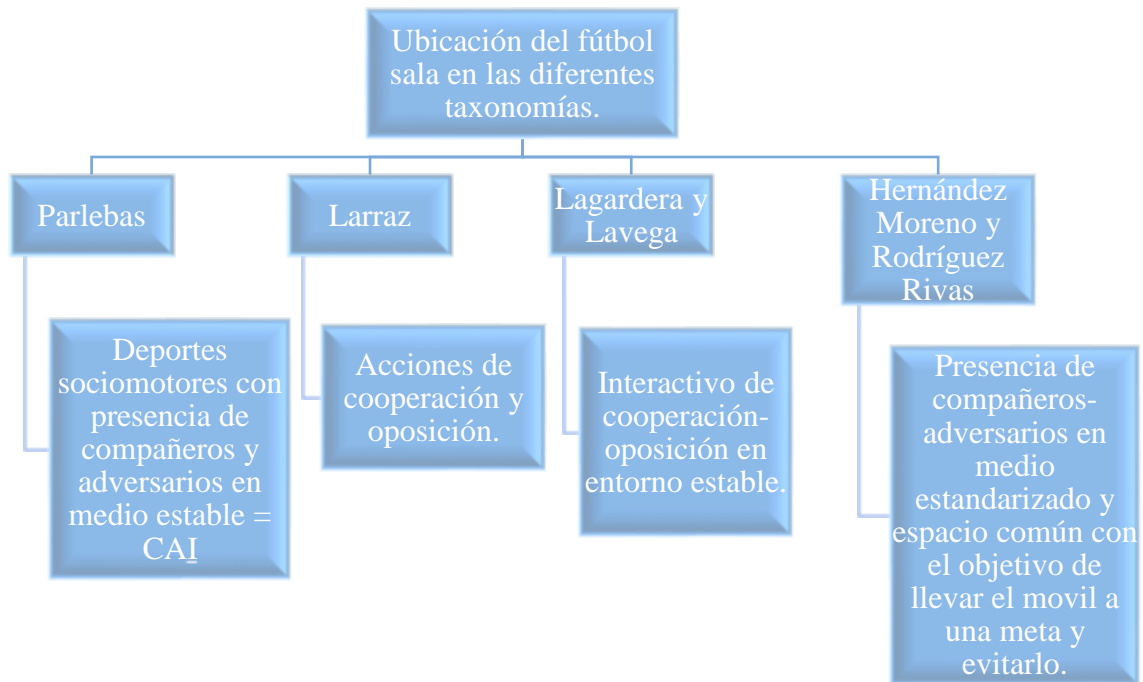 Ubicación del fútbol
sala en las diferentes
taxonomías.
Parlebas
Deportes
sociomotores con
presencia de
compañeros y
adversarios en
medio estable =
CAI
Larraz
Acciones de
cooperación y
oposición.
Lagardera y
Lavega
Interactivo de
cooperación-
oposición en
entorno estable.
Hernández
Moreno y
Rodríguez
Rivas
Presencia de
compañeros-
adversarios en
medio
estandarizado y
espacio común con
el objetivo de
llevar el movil a
una meta y
evitarlo.